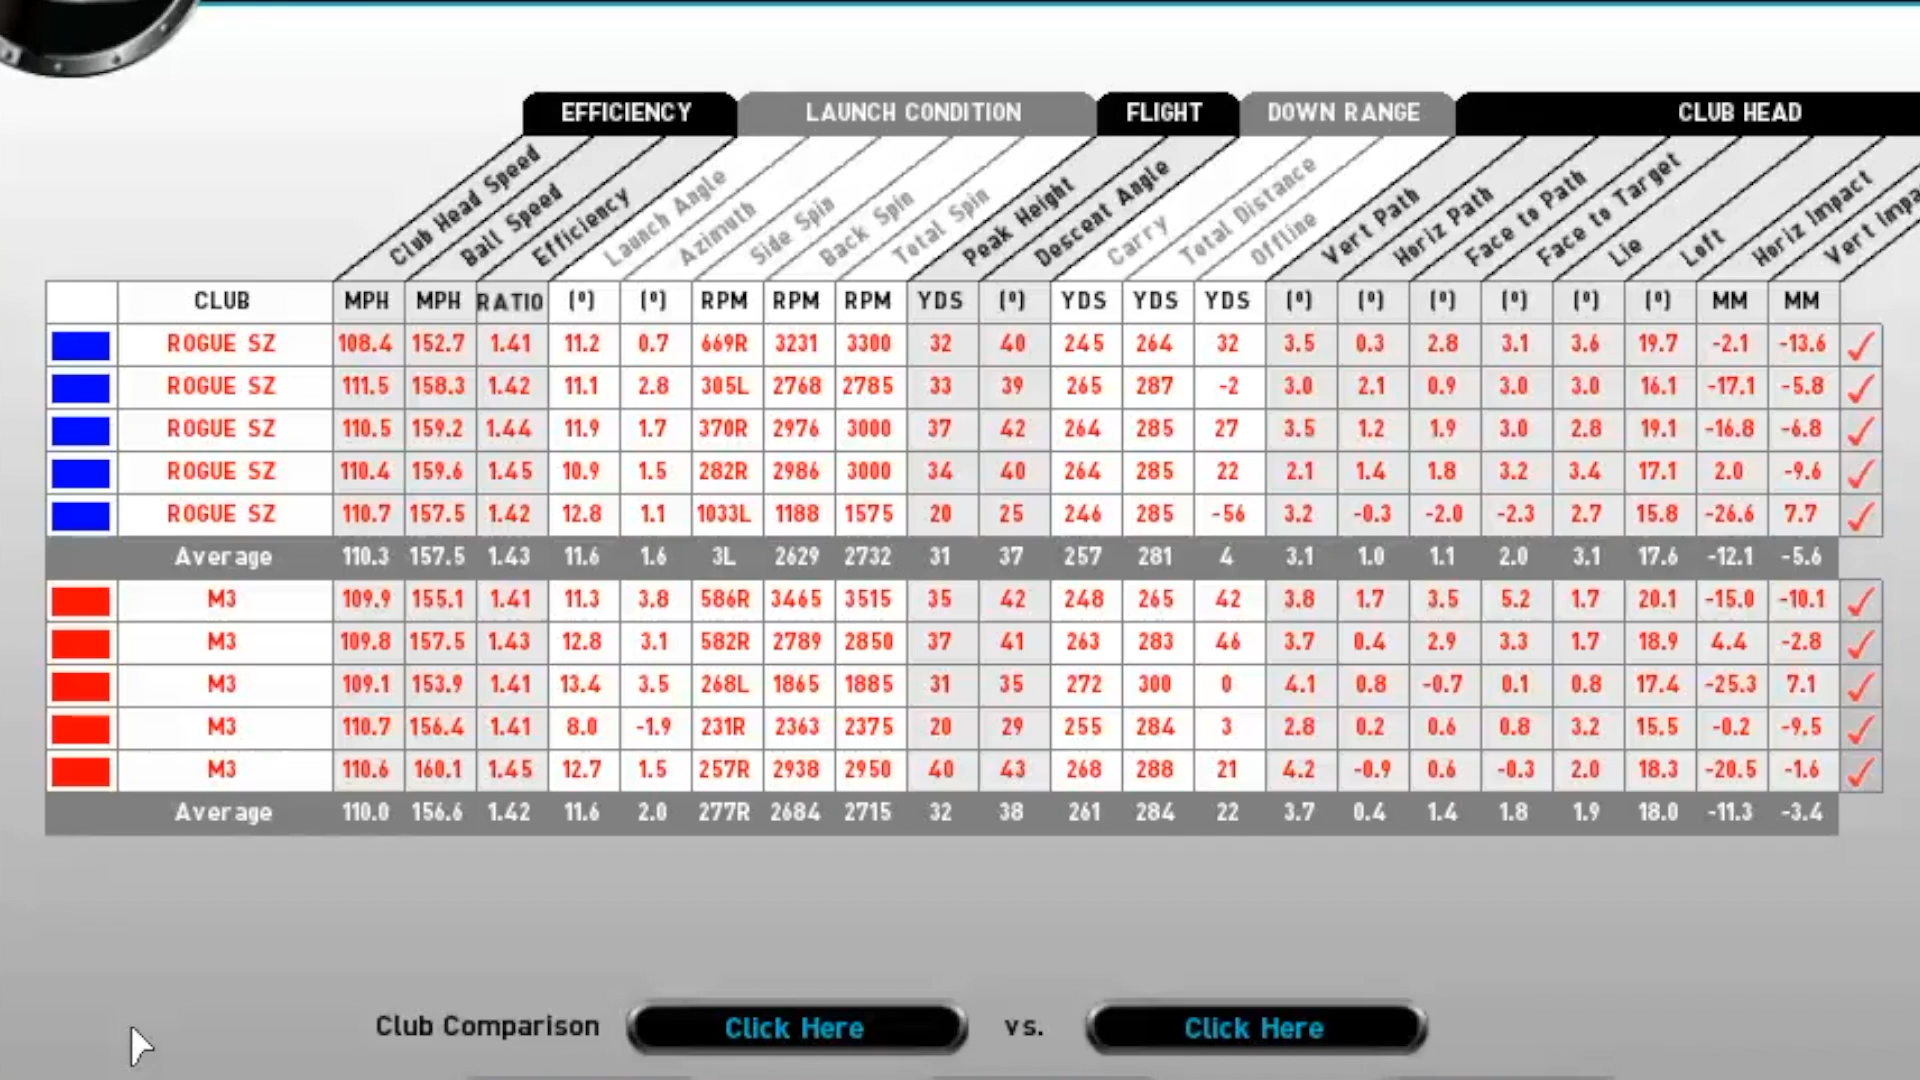 EFFICIENCY LAUNCH CONDITION FLIGHT DOWN RANGE CLUB HEAD
Club Head Speed Ball Speed Efficiency Launch Angle Azimuth Side Spin Back Spin Total Spin Peak Height Descent Angle Carry Total Distance Offline Vert Path Horiz Path Face to Path Face to Target Lie Loft Horiz Impact Vert Impa
CLUB MPH MPH RATIO (º) (º) RPM RPM RPM YDS (º) YDS YDS YDS (º) (º) (º) (º) (º) (º) MM MM
ROGUE SZ 108.4 152.7 1.41 11.2 0.7 669R 3231 3300 32 40 245 264 32 3.5 0.3 2.8 3.1 3.6 19.7 -2.1 -13.6
ROGUE SZ 111.5 158.3 1.42 11.1 2.8 305L 2768 2785 33 39 265 287 -2 3.0 2.1 0.9 3.0 3.0 16.1 -17.1 -5.8
ROGUE SZ 110.5 159.2 1.44 11.9 1.7 370R 2976 3000 37 42 264 285 27 3.5 1.2 1.9 3.0 2.8 19.1 -16.8 -6.8
ROGUE SZ 110.4 159.6 1.45 10.9 1.5 282R 2986 3000 34 40 264 285 22 2.1 1.4 1.8 3.2 3.4 17.1 2.0 -9.6
ROGUE SZ 110.7 157.5 1.42 12.8 1.1 1033L 1188 1575 20 25 246 285 -56 3.2 -0.3 -2.0 -2.3 2.7 15.8 -26.6 7.7
Average 110.3 157.5 1.43 11.6 1.6 3L 2629 2732 31 37 257 281 4 3.1 1.0 1.1 2.0 3.1 17.6 -12.1 -5.6
M3 109.9 155.1 1.41 11.3 3.8 586R 3465 3515 35 42 248 265 42 3.8 1.7 3.5 5.2 1.7 20.1 -15.0 -10.1
M3 109.8 157.5 1.43 12.8 3.1 582R 2789 2850 37 41 263 283 46 3.7 0.4 2.9 3.3 1.7 18.9 4.4 -2.8
M3 109.1 153.9 1.41 13.4 3.5 268L 1865 1885 31 35 272 300 0 4.1 0.8 -0.7 0.1 0.8 17.4 -25.3 7.1
M3 110.7 156.4 1.41 8.0 -1.9 231R 2363 2375 20 29 255 284 3 2.8 0.2 0.6 0.8 3.2 15.5 -0.2 -9.5
M3 110.6 160.1 1.45 12.7 1.5 257R 2938 2950 40 43 268 288 21 4.2 -0.9 0.6 -0.3 2.0 18.3 -20.5 -1.6
Average 110.0 156.6 1.42 11.6 2.0 277R 2684 2715 32 38 261 284 22 3.7 0.4 1.4 1.8 1.9 18.0 -11.3 -3.4
Club Comparison Click Here vs. Click Here